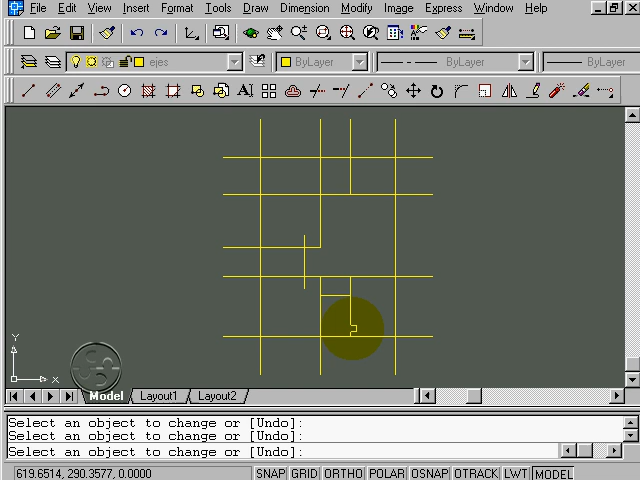 File Edit View Insert Format Tools Draw Dimension Modify Image Express Window Help
ejes ByLayer ByLayer ByLayer
A
Y
X
Model Layout1 Layout2
Select an object to change or [Undo]:
Select an object to change or [Undo]:
Select an object to change or [Undo]:
619.6514, 290.3577, 0.0000 SNAP GRID ORTHO POLAR OSNAP OTRACK LWT MODEL